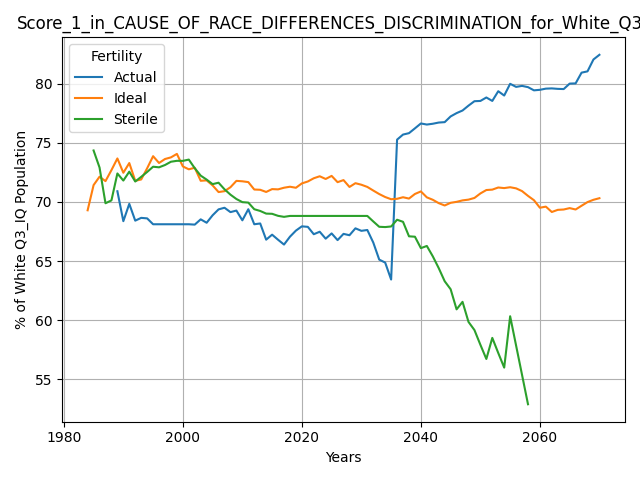 Score_1_in_CAUSE_OF_RACE_DIFFERENCES_DISCRIMINATION_for_White_Q3
Fertility
Actual
Ideal
Sterile
% of White Q3_IQ Population
80
75
70
65
60
55
1980
2000
2020
2040
2060
Years